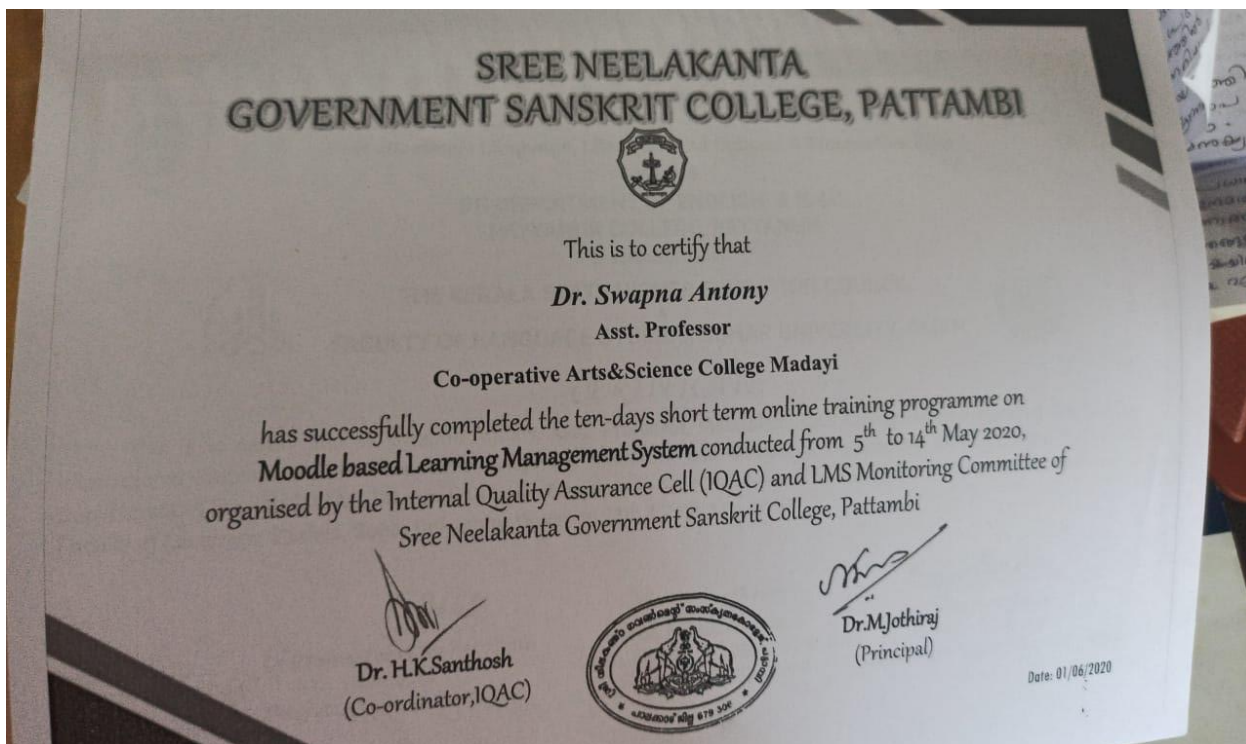 SREE NEELAKANTA
GOVERNMENT SANSKRIT COLLEGE, PATTAMBI
This is to certify that
Dr. Swapna Antony
Asst. Professor
Co-operative Arts&Science College Madayi
has successfully completed the ten-days short term online training programme on
Moodle based Learning Management System conducted from 5th to 14th May 2020,
organised by the Internal Quality Assurance Cell (IQAC) and LMS Monitoring Committee of
Sree Neelakanta Government Sanskrit College, Pattambi
Dr. H.K.Santhosh
(Co-ordinator,IQAC)
Dr.M.Jothiraj
(Principal)
Date: 01/06/2020